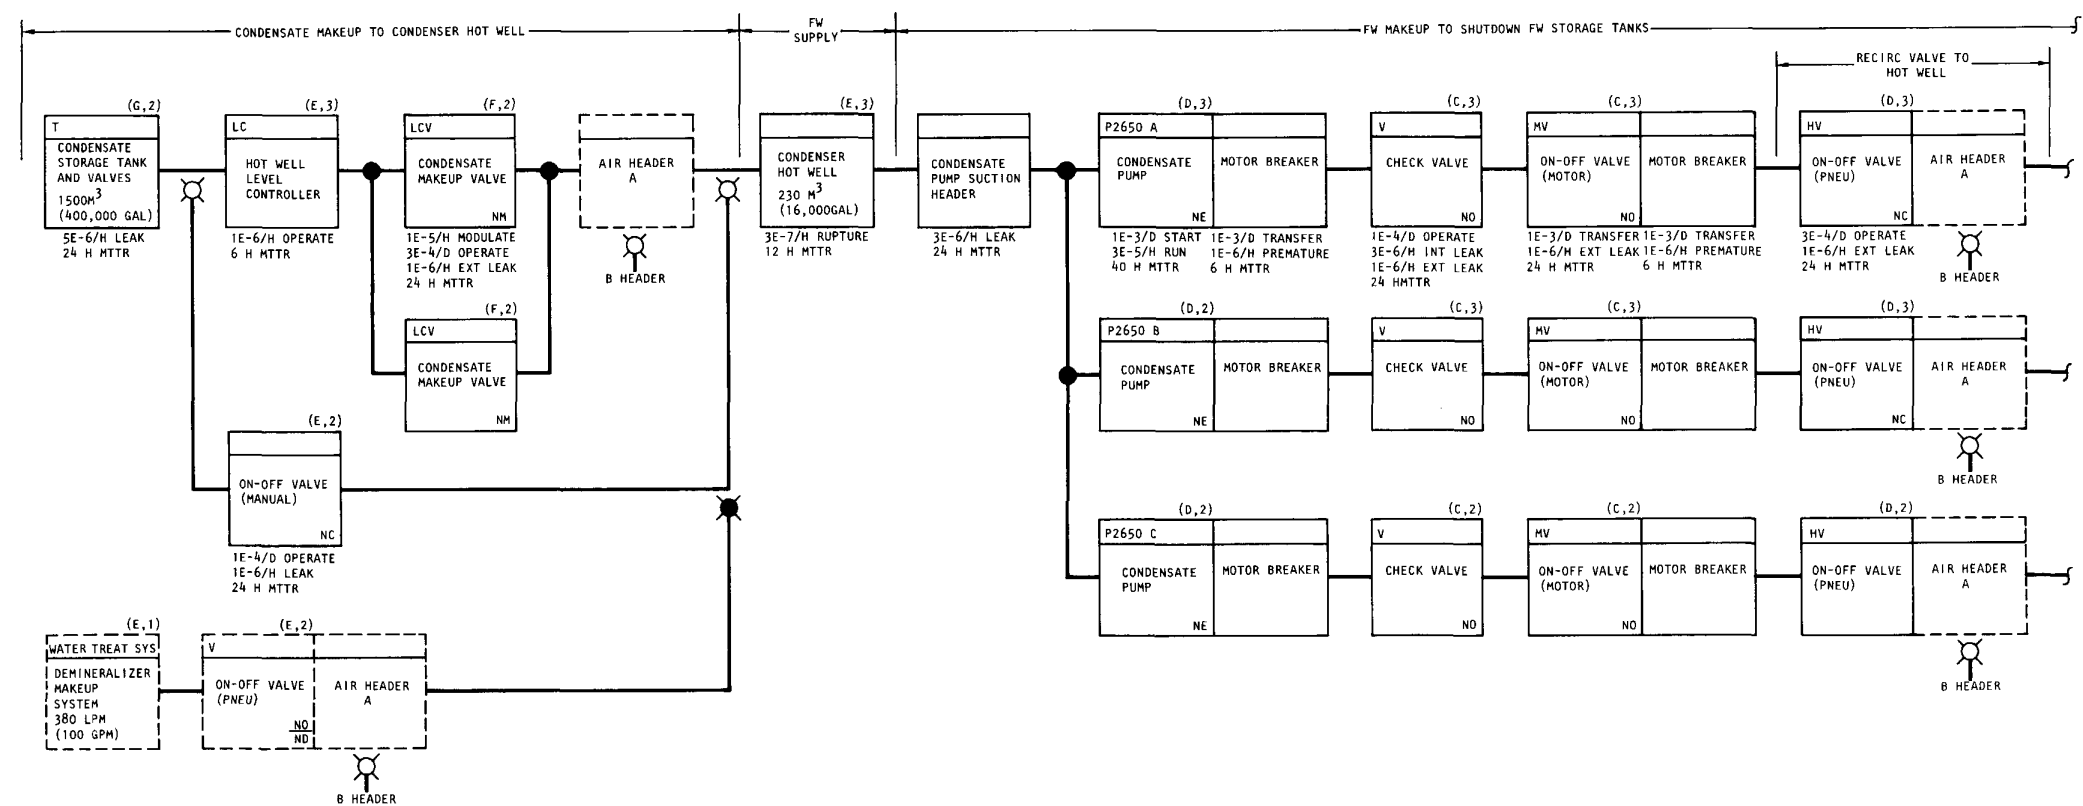 CONDENSATE MAKEUP TO CONDENSER HOT WELL
FW
SUPPLY
FW MAKEUP TO SHUTDOWN FW STORAGE TANKS
RECIRC VALVE TO
HOT WELL
(G,2)
T
CONDENSATE
STORAGE TANK
AND VALVES
1500M3
(400,000 GAL)
5E-6/H LEAK
24 H MTTR
(E,3)
LC
HOT WELL
LEVEL
CONTROLLER
1E-6/H OPERATE
6 H MTTR
(F,2)
LCV
CONDENSATE
MAKEUP VALVE
NM
1E-5/H MODULATE
3E-4/D OPERATE
1E-6/H EXT LEAK
24 H MTTR
(F,2)
LCV
CONDENSATE
MAKEUP VALVE
NM
AIR HEADER
A
B HEADER
(E,3)
CONDENSER
HOT WELL
230 M3
(16,000GAL)
3E-7/H RUPTURE
12 H MTTR
CONDENSATE
PUMP SUCTION
HEADER
3E-6/H LEAK
24 H MTTR
(D,3)
P2650 A
CONDENSATE
PUMP
NE
MOTOR BREAKER
1E-3/D START
3E-5/H RUN
40 H MTTR
1E-3/D TRANSFER
1E-6/H PREMATURE
6 H MTTR
(C,3)
V
CHECK VALVE
NO
1E-4/D OPERATE
3E-6/H INT LEAK
1E-6/H EXT LEAK
24 HMTTR
(C,3)
MV
ON-OFF VALVE
(MOTOR)
NO
MOTOR BREAKER
1E-3/D TRANSFER
1E-6/H EXT LEAK
24 H MTTR
1E-3/D TRANSFER
1E-6/H PREMATURE
6 H MTTR
(D,3)
HV
ON-OFF VALVE
(PNEU)
NC
AIR HEADER
A
3E-4/D OPERATE
1E-6/H EXT LEAK
24 H MTTR
B HEADER
(D,2)
P2650 B
CONDENSATE
PUMP
NE
MOTOR BREAKER
(C,3)
V
CHECK VALVE
NO
(C,3)
MV
ON-OFF VALVE
(MOTOR)
NO
MOTOR BREAKER
(D,3)
HV
ON-OFF VALVE
(PNEU)
NC
AIR HEADER
A
B HEADER
(E,2)
ON-OFF VALVE
(MANUAL)
NC
1E-4/D OPERATE
1E-6/H LEAK
24 H MTTR
(D,2)
P2650 C
CONDENSATE
PUMP
NE
MOTOR BREAKER
(C,2)
V
CHECK VALVE
NO
(C,2)
MV
ON-OFF VALVE
(MOTOR)
NO
MOTOR BREAKER
(D,2)
HV
ON-OFF VALVE
(PNEU)
AIR HEADER
A
B HEADER
(E,1)
WATER TREAT SYS
DEMINERALIZER
MAKEUP
SYSTEM
380 LPM
(100 GPM)
(E,2)
V
ON-OFF VALVE
(PNEU)
NO
ND
AIR HEADER
A
B HEADER